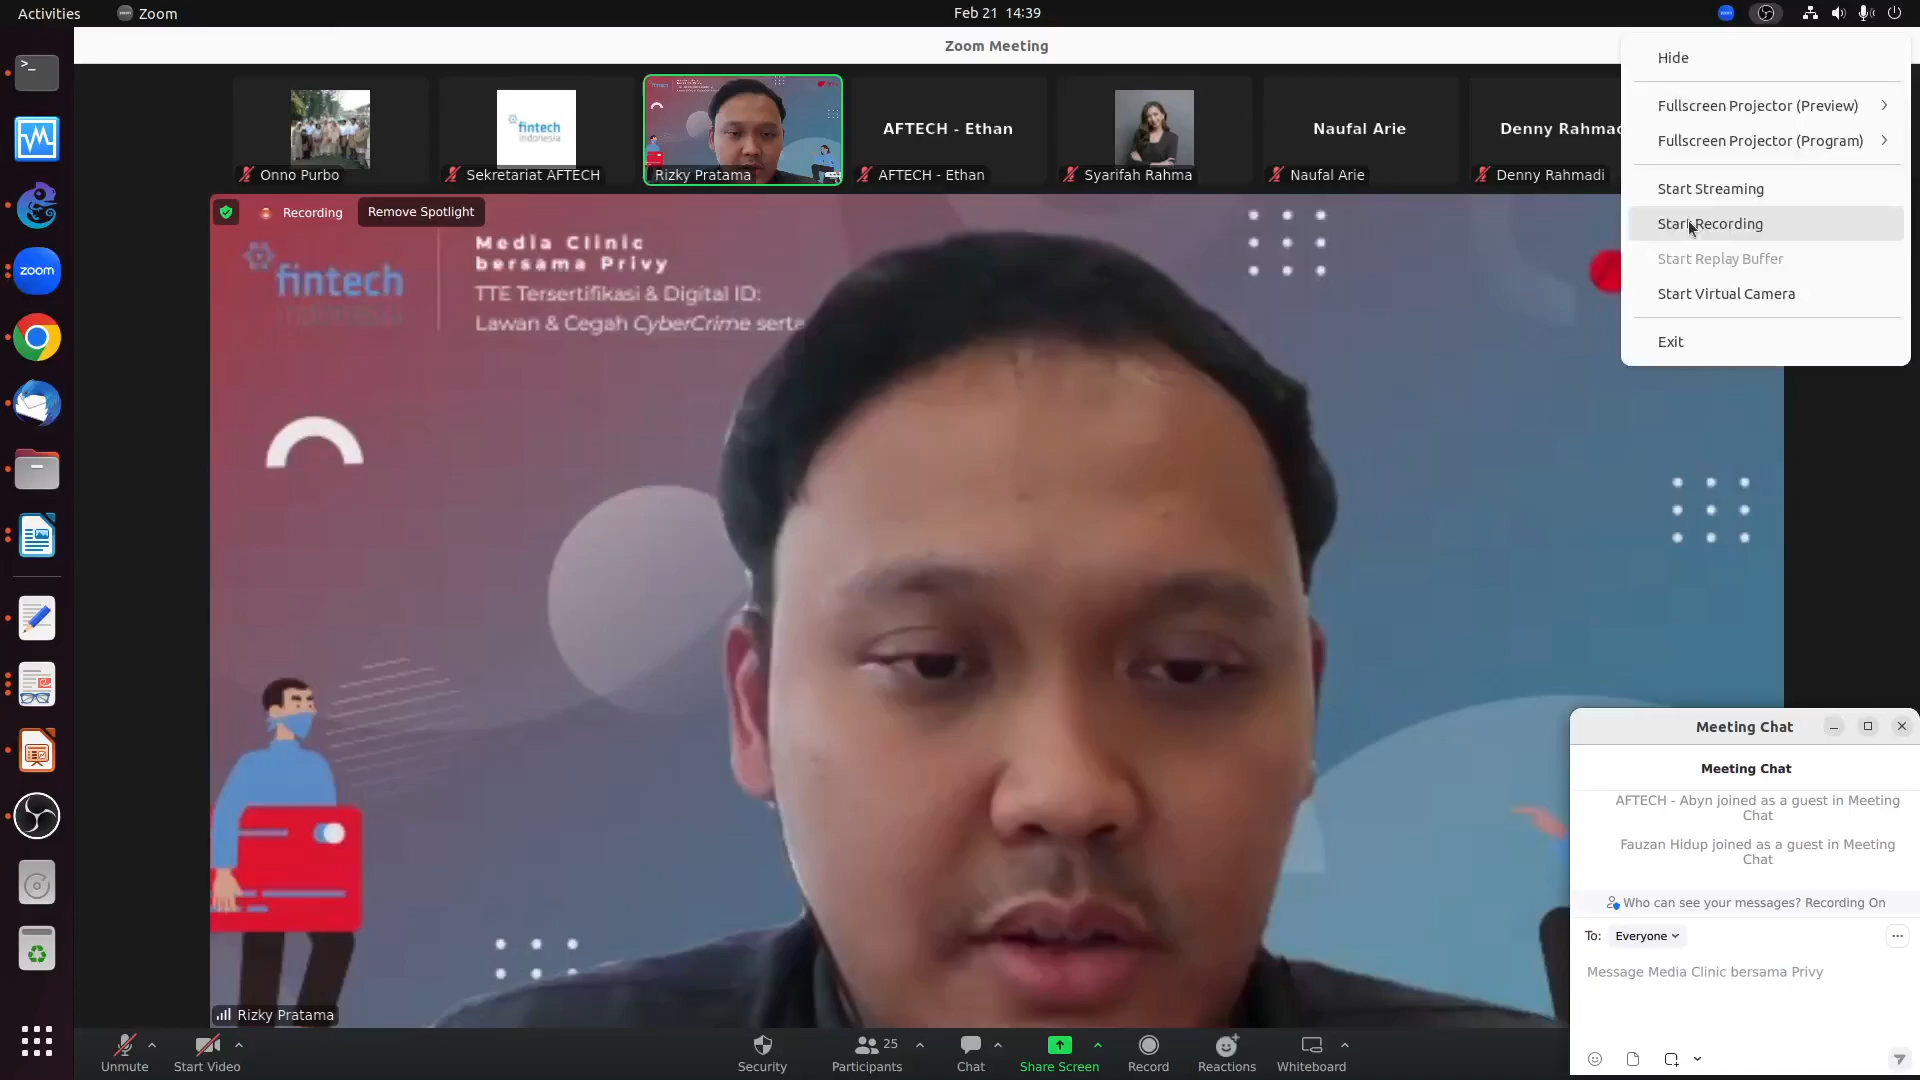 Activities
Zoom
Feb 21 14:39
Zoom Meeting
Hide
Fullscreen Projector (Preview)
Fullscreen Projector (Program)
Start Streaming
Start Recording
Start Replay Buffer
Start Virtual Camera
Exit
fintech
indonesia
AFTECH - Ethan
Naufal Arie
Denny Rahmad
Onno Purbo
Sekretariat AFTECH
Rizky Pratama
AFTECH - Ethan
Syarifah Rahma
Naufal Arie
Denny Rahmadi
Recording
Remove Spotlight
Media Clinic
bersama Privy
fintech
TTE Tersertifikasi & Digital ID:
Lawan & Cegah CyberCrime serta
zoom
Meeting Chat
Meeting Chat
AFTECH - Abyn joined as a guest in Meeting
Chat
Fauzan Hidup joined as a guest in Meeting
Chat
Who can see your messages? Recording On
To: Everyone
Message Media Clinic bersama Privy
Rizky Pratama
Unmute
Start Video
Security
25
Participants
Chat
Share Screen
Record
Reactions
Whiteboard